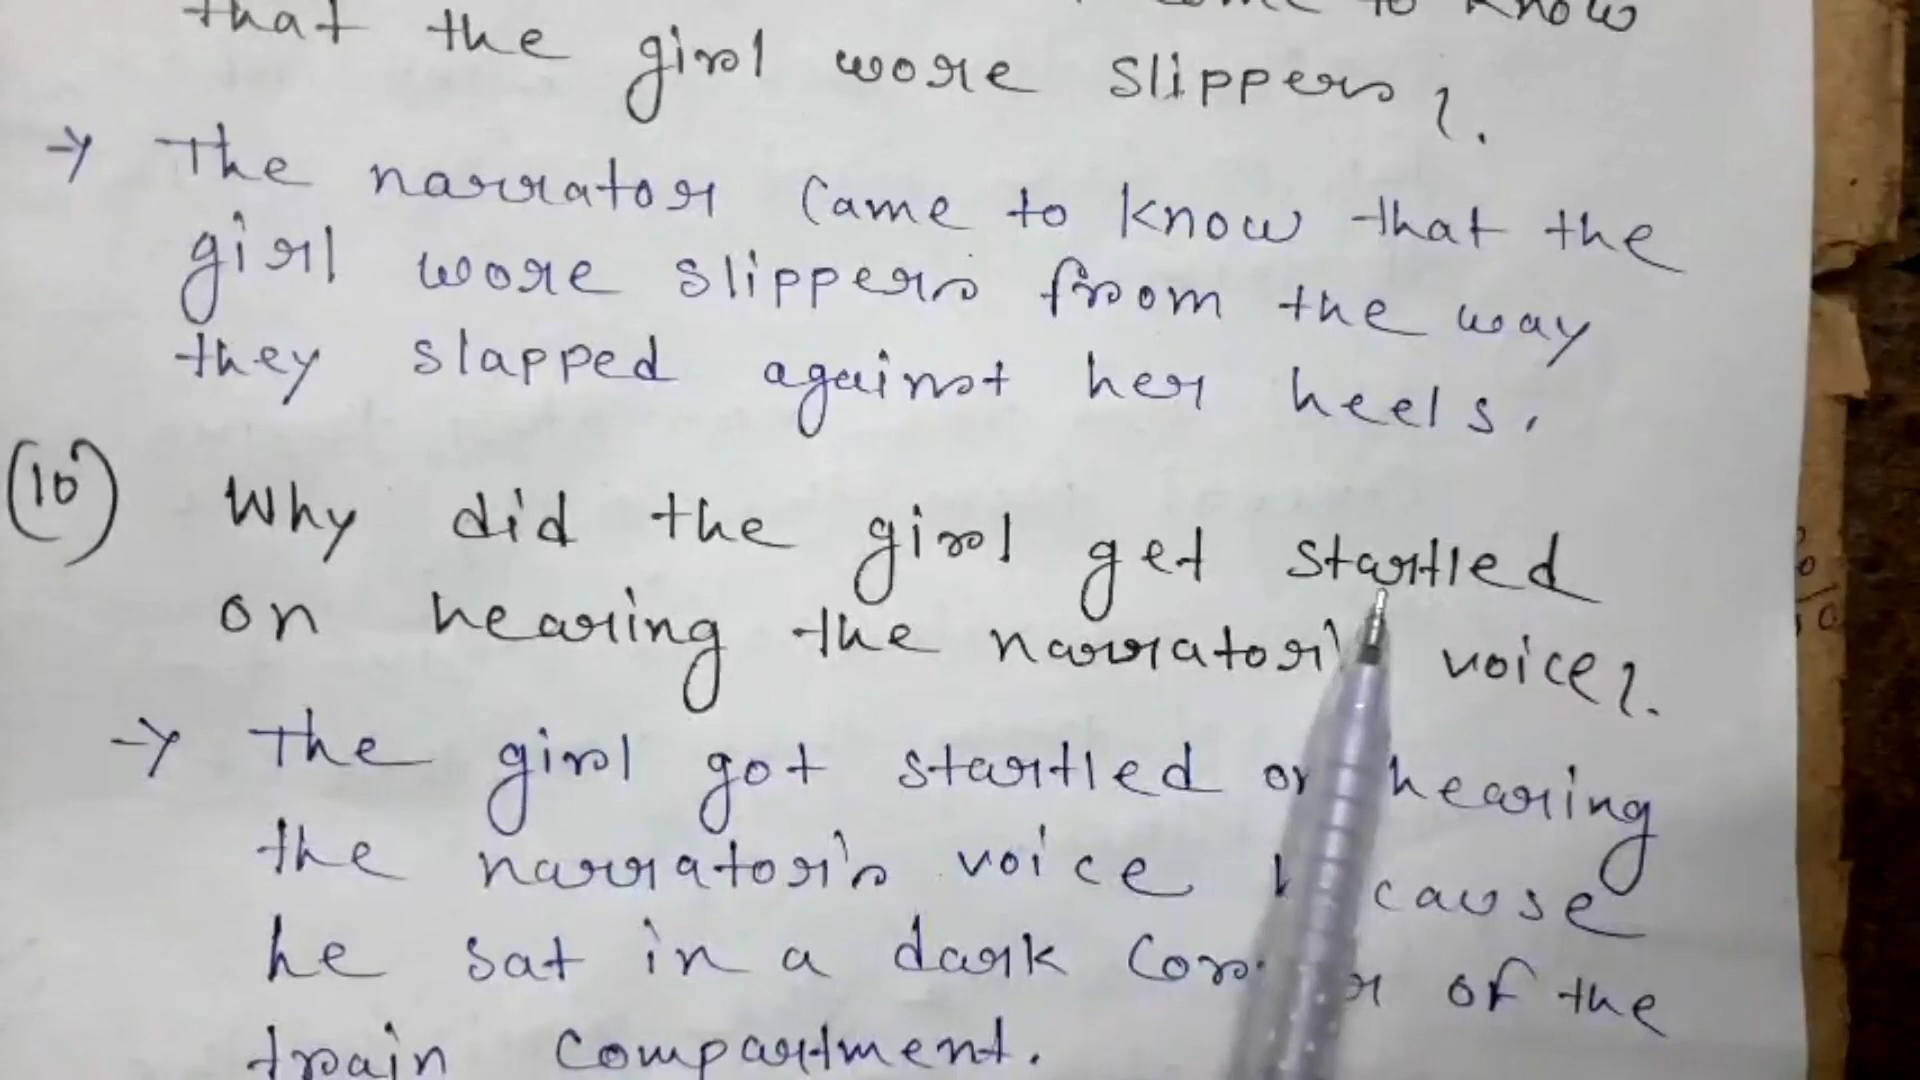 that the girl wore slippers?
→ The narrator came to know that the
girl wore slippers from the way
they slapped against her heels.
(10) Why did the girl get startled
on hearing the narrator's voice?
→ The girl got startled on hearing
the narrator's voice because
he sat in a dark corner of the
train compartment.